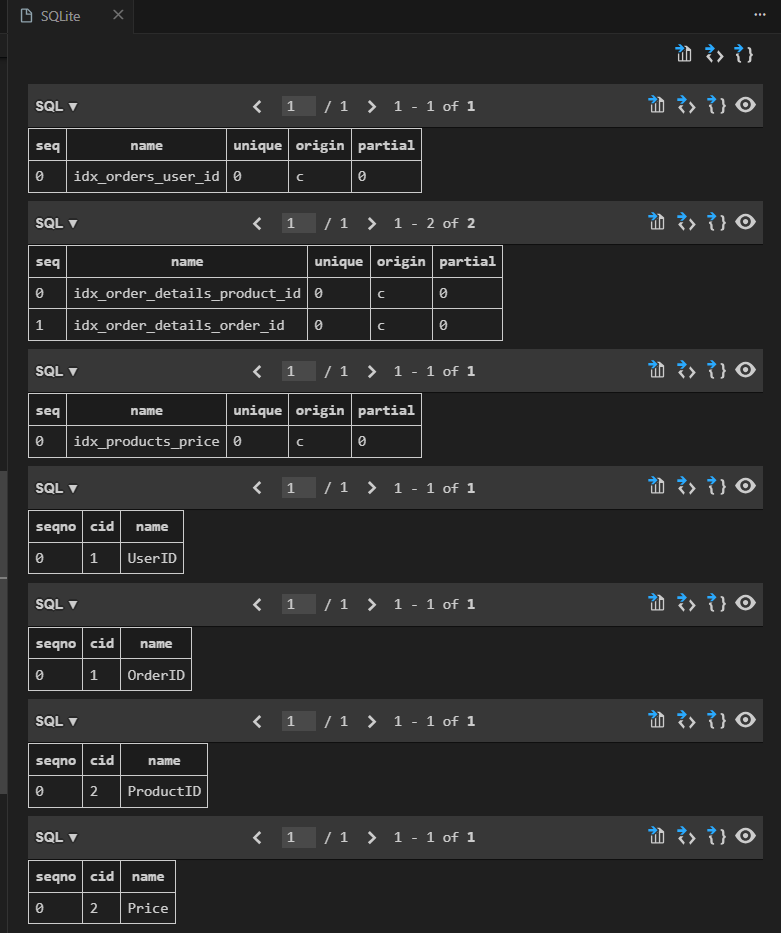 SQLite
SQL
1 / 1 1 - 1 of 1
seq name unique origin partial
0 idx_orders_user_id 0 c 0
SQL
1 / 1 1 - 2 of 2
seq name unique origin partial
0 idx_order_details_product_id 0 c 0
1 idx_order_details_order_id 0 c 0
SQL
1 / 1 1 - 1 of 1
seq name unique origin partial
0 idx_products_price 0 c 0
SQL
1 / 1 1 - 1 of 1
seqno cid name
0 1 UserID
SQL
1 / 1 1 - 1 of 1
seqno cid name
0 1 OrderID
SQL
1 / 1 1 - 1 of 1
seqno cid name
0 2 ProductID
SQL
1 / 1 1 - 1 of 1
seqno cid name
0 2 Price